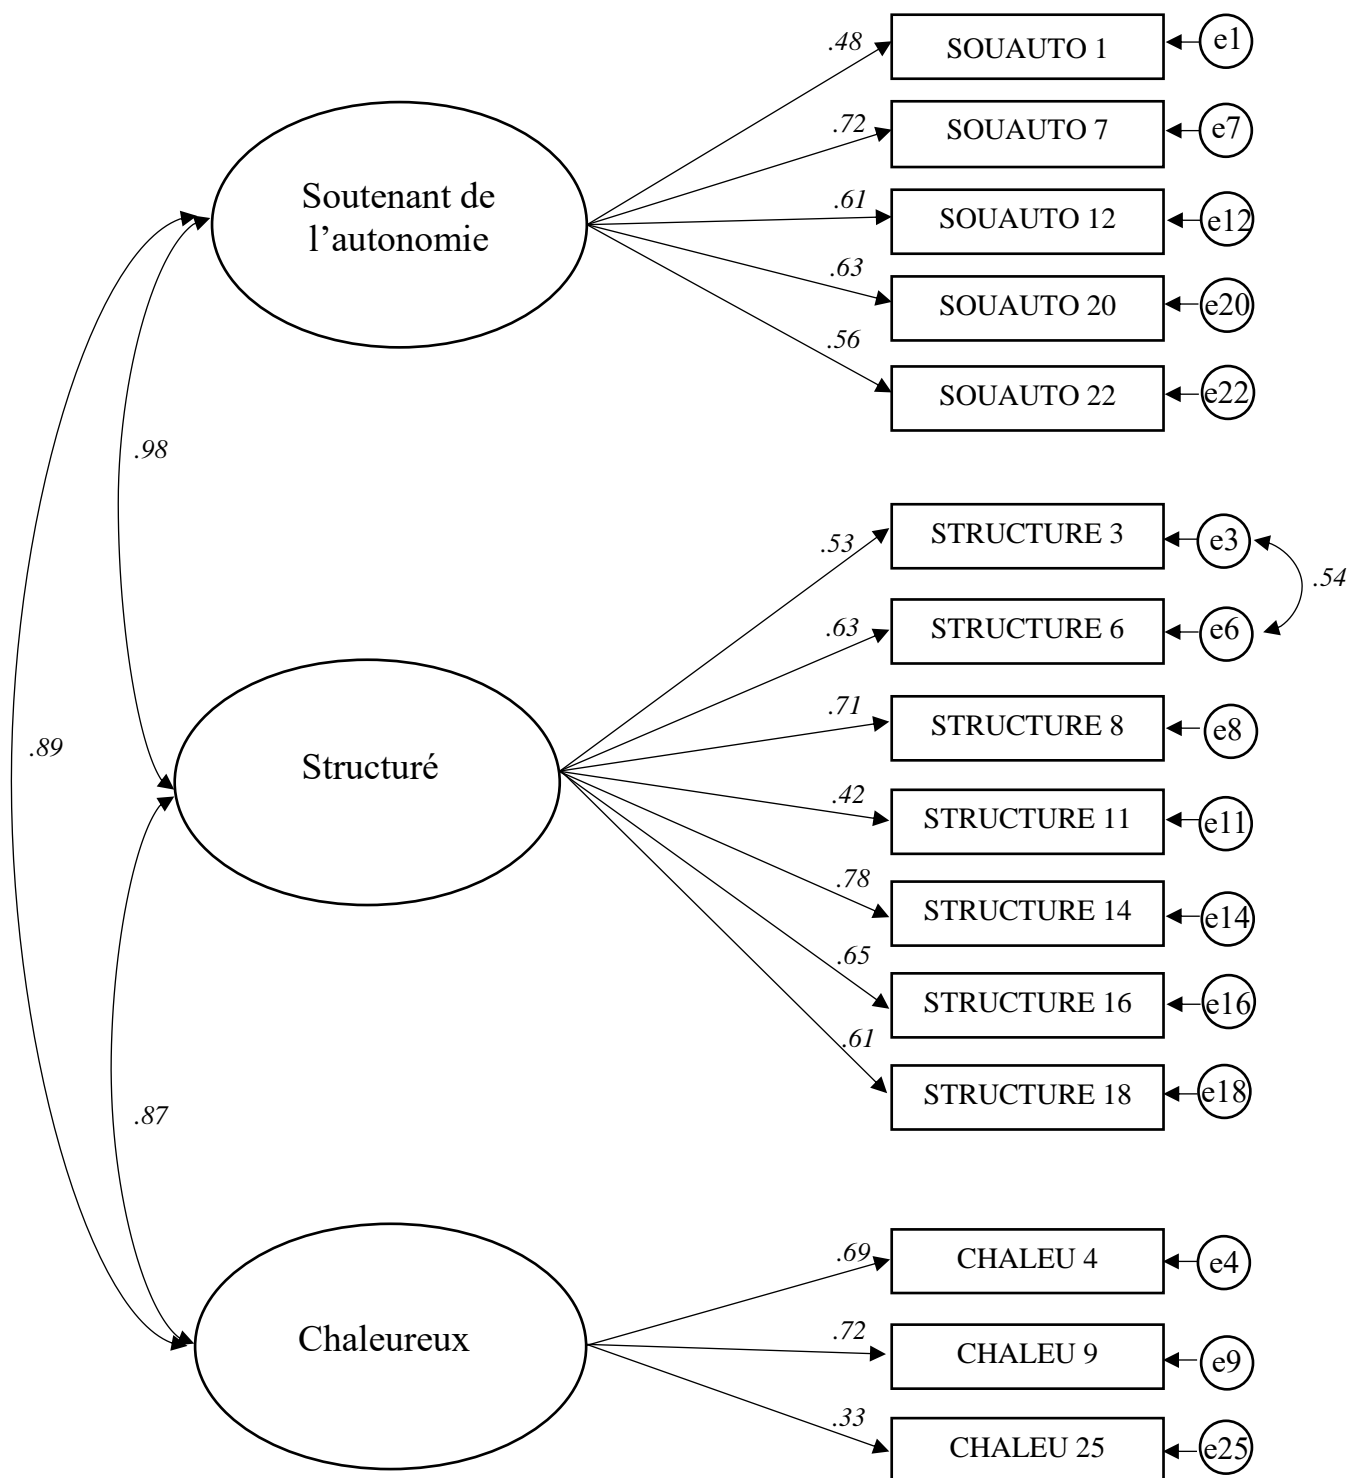 .48
SOUAUTO 1
e1
Soutenant de
l’autonomie
.72
SOUAUTO 7
e7
.61
SOUAUTO 12
e12
.63
SOUAUTO 20
e20
.56
SOUAUTO 22
e22
.98
.53
STRUCTURE 3
e3
.54
.63
STRUCTURE 6
e6
.89
Structuré
.71
STRUCTURE 8
e8
.42
STRUCTURE 11
e11
.78
STRUCTURE 14
e14
.65
STRUCTURE 16
e16
.61
STRUCTURE 18
e18
.87
.69
CHALEU 4
e4
Chaleureux
.72
CHALEU 9
e9
.33
CHALEU 25
e25